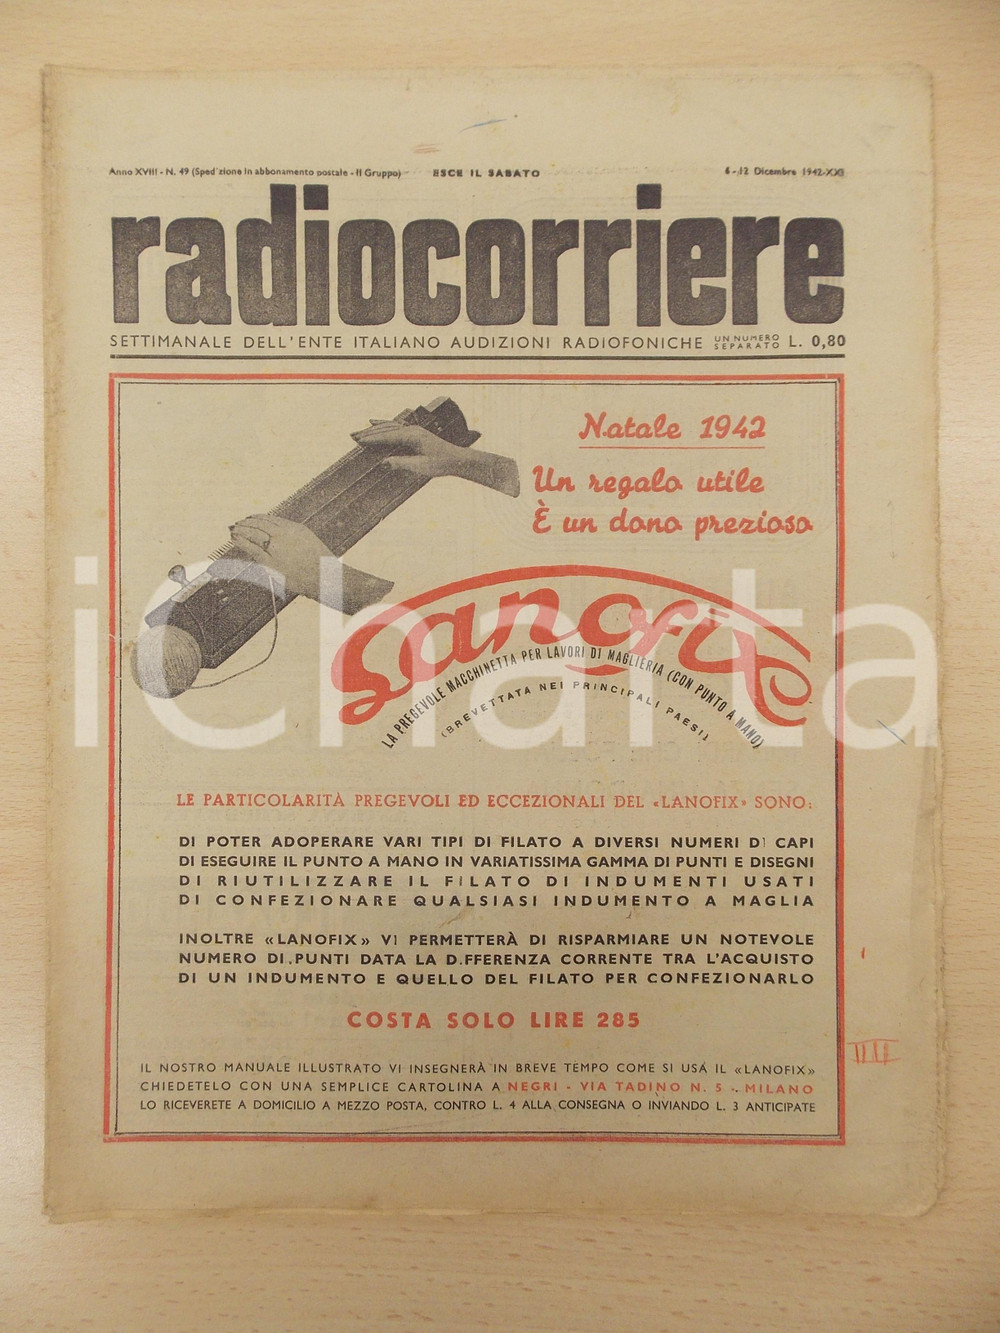 Anno XVIII - N. 49 (Sped'zione in abbonamento postale - II Gruppo) ESCE IL SABATO 6 - 12 Dicembre 1942-XXI
radiocorriere
SETTIMANALE DELL'ENTE ITALIANO AUDIZIONI RADIOFONICHE UN NUMERO SEPARATO L. 0,80
Natale 1942
Un regalo utile
È un dono prezioso
Lanofix
LA PREGEVOLE MACCHINETTA PER LAVORI DI MAGLIERIA (CON PUNTO A MANO)
(BREVETTATA NEI PRINCIPALI PAESI)
iCharta
LE PARTICOLARITÀ PREGEVOLI ED ECCEZIONALI DEL «LANOFIX» SONO:
DI POTER ADOPERARE VARI TIPI DI FILATO A DIVERSI NUMERI DI CAPI
DI ESEGUIRE IL PUNTO A MANO IN VARIATISSIMA GAMMA DI PUNTI E DISEGNI
DI RIUTILIZZARE IL FILATO DI INDUMENTI USATI
DI CONFEZIONARE QUALSIASI INDUMENTO A MAGLIA
INOLTRE «LANOFIX» VI PERMETTERÀ DI RISPARMIARE UN NOTEVOLE
NUMERO DI.PUNTI DATA LA D.FFERENZA CORRENTE TRA L'ACQUISTO
DI UN INDUMENTO E QUELLO DEL FILATO PER CONFEZIONARLO
COSTA SOLO LIRE 285
IL NOSTRO MANUALE ILLUSTRATO VI INSEGNERÀ IN BREVE TEMPO COME SI USA IL «LANOFIX»
CHIEDETELO CON UNA SEMPLICE CARTOLINA A NEGRI - VIA TADINO N. 5 -. MILANO
LO RICEVERETE A DOMICILIO A MEZZO POSTA, CONTRO L. 4 ALLA CONSEGNA O INVIANDO L. 3 ANTICIPATE